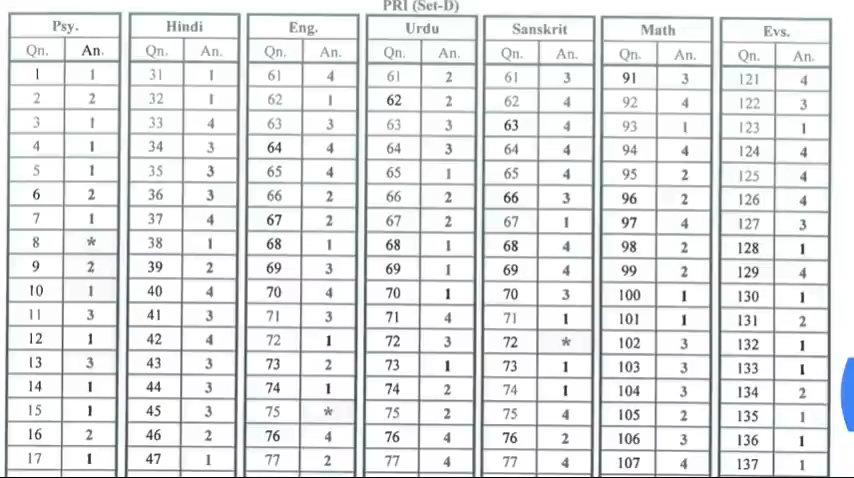 PRI (Set-D)
Psy. Hindi Eng. Urdu Sanskrit Math Evs.
Qn. An. Qn. An. Qn. An. Qn. An. Qn. An. Qn. An. Qn. An.
1 1 31 1 61 4 61 2 61 3 91 3 121 4
2 2 32 1 62 1 62 2 62 4 92 4 122 3
3 1 33 4 63 3 63 3 63 4 93 1 123 1
4 1 34 3 64 4 64 3 64 4 94 4 124 4
5 1 35 3 65 4 65 1 65 4 95 2 125 4
6 2 36 3 66 2 66 2 66 3 96 2 126 4
7 1 37 4 67 2 67 2 67 1 97 4 127 3
8 * 38 1 68 1 68 1 68 4 98 2 128 1
9 2 39 2 69 3 69 1 69 4 99 2 129 4
10 1 40 4 70 4 70 1 70 3 100 1 130 1
11 3 41 3 71 3 71 4 71 1 101 1 131 2
12 1 42 4 72 1 72 3 72 * 102 3 132 1
13 3 43 3 73 2 73 1 73 1 103 3 133 1
14 1 44 3 74 1 74 2 74 1 104 3 134 2
15 1 45 3 75 * 75 2 75 4 105 2 135 1
16 2 46 2 76 4 76 4 76 2 106 3 136 1
17 1 47 1 77 2 77 4 77 4 107 4 137 1